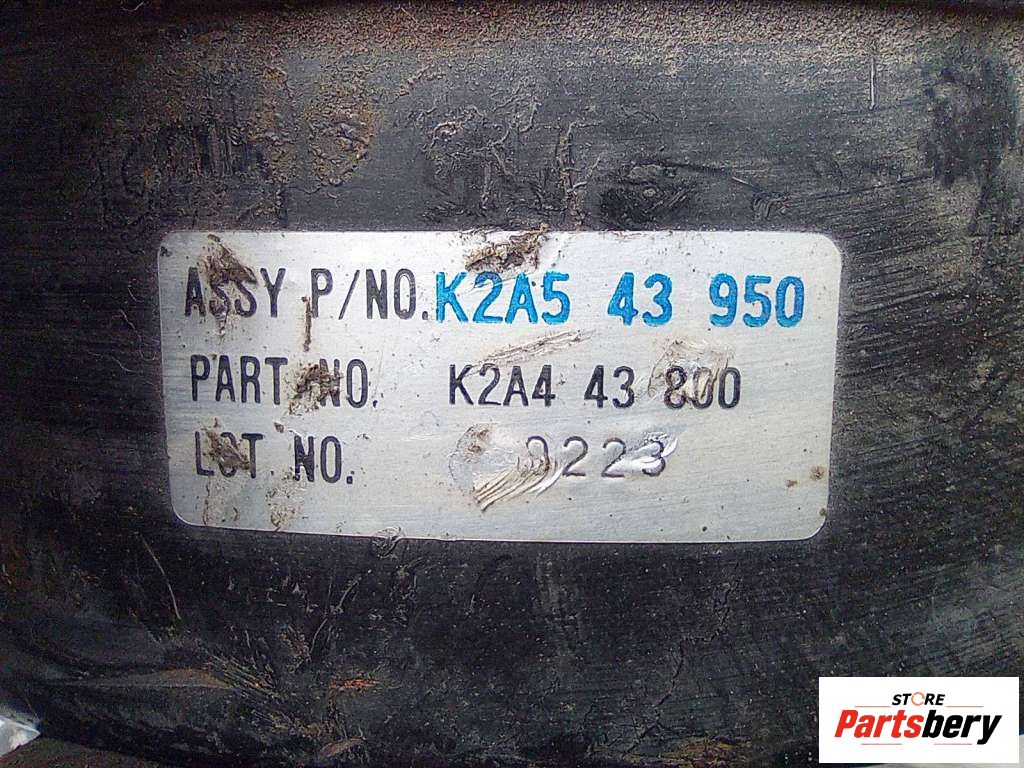 ASSY P/NO. K2A5 43 950
PART NO. K2A4 43 800
LOT NO. 0223
STORE
Partsbery